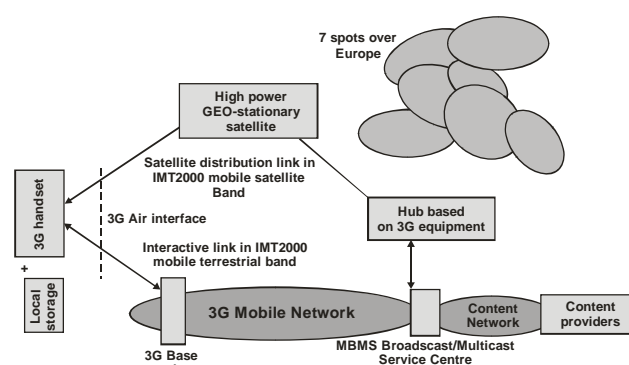 7 spots over
Europe
High power
GEO-stationary
satellite
Satellite distribution link in
IMT2000 mobile satellite
Band
Hub based
on 3G equipment
3G handset
3G Air interface
Interactive link in IMT2000
mobile terrestrial band
+
Local
storage
3G Mobile Network
Content
Network
Content
providers
MBMS Broadscast/Multicast
Service Centre
3G Base